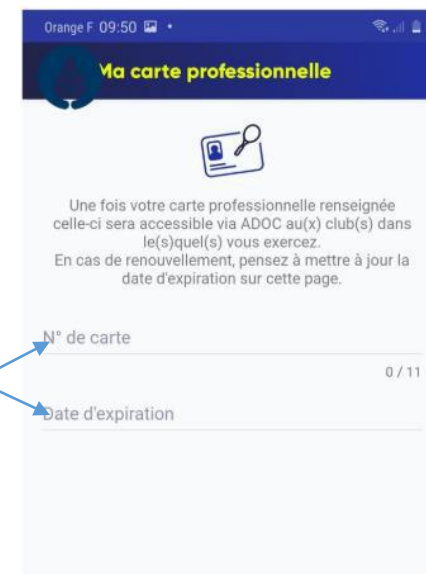 Orange F 09:50
Ma carte professionnelle
Une fois votre carte professionnelle renseignée
celle-ci sera accessible via ADOC au(x) club(s) dans
le(s)quel(s) vous exercez.
En cas de renouvellement, pensez à mettre à jour la
date d'expiration sur cette page.
N° de carte
0 / 11
Date d'expiration